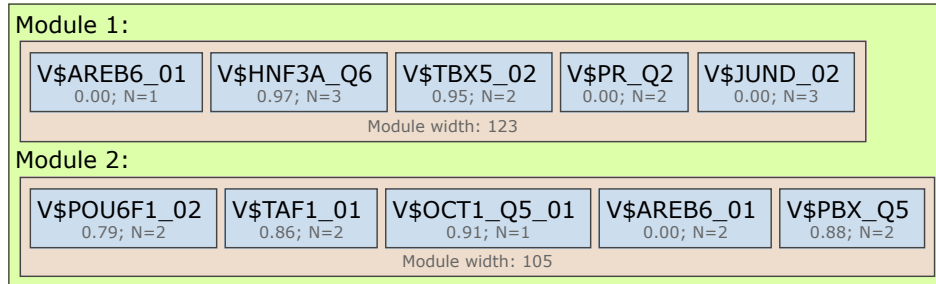 Module 1:
V$AREB6_01 V$HNF3A_Q6 V$TBX5_02 V$PR_Q2 V$JUND_02
0.00; N=1 0.97; N=3 0.95; N=2 0.00; N=2 0.00; N=3
Module width: 123
Module 2:
V$POU6F1_02 V$TAF1_01 V$OCT1_Q5_01 V$AREB6_01 V$PBX_Q5
0.79; N=2 0.86; N=2 0.91; N=1 0.00; N=2 0.88; N=2
Module width: 105